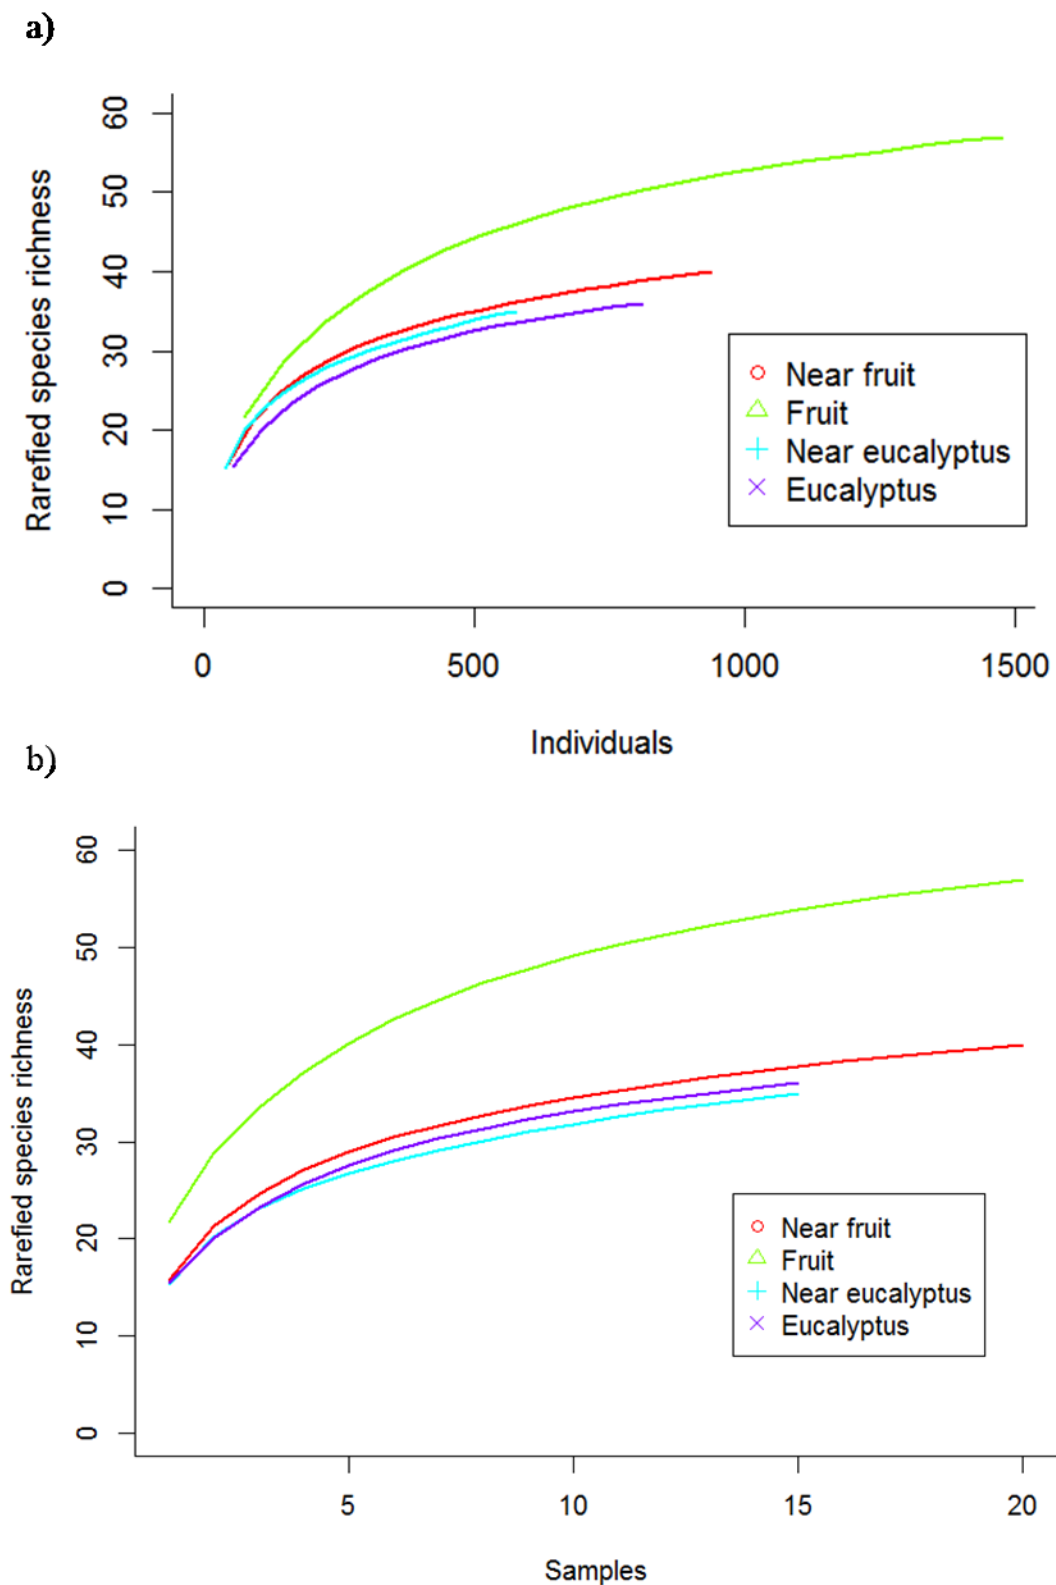 a)
Rarefied species richness
60
50
40
30
20
10
0
Near fruit
Fruit
Near eucalyptus
Eucalyptus
0 500 1000 1500
Individuals
b)
Rarefied species richness
60
50
40
30
20
10
0
Near fruit
Fruit
Near eucalyptus
Eucalyptus
5 10 15 20
Samples